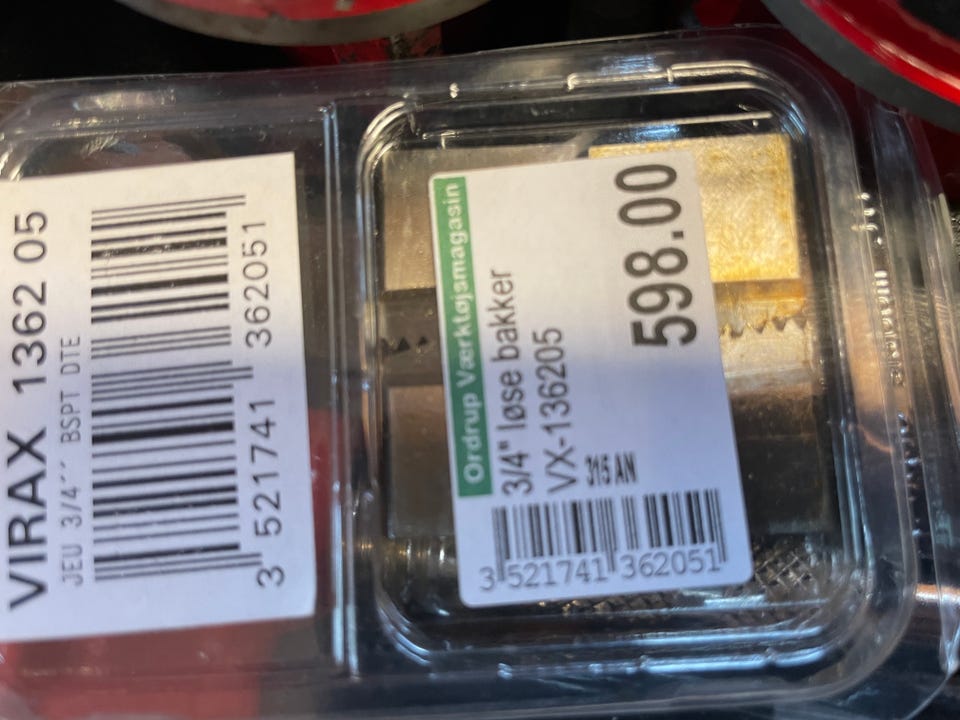 VIRAX 1362 05
JEU 3/4´´ BSPT DTE
3 521741 362051
Ordrup Værktøjsmagasin
3/4" løse bakker
VX-136205
598.00
315 AN
3 521741 362051